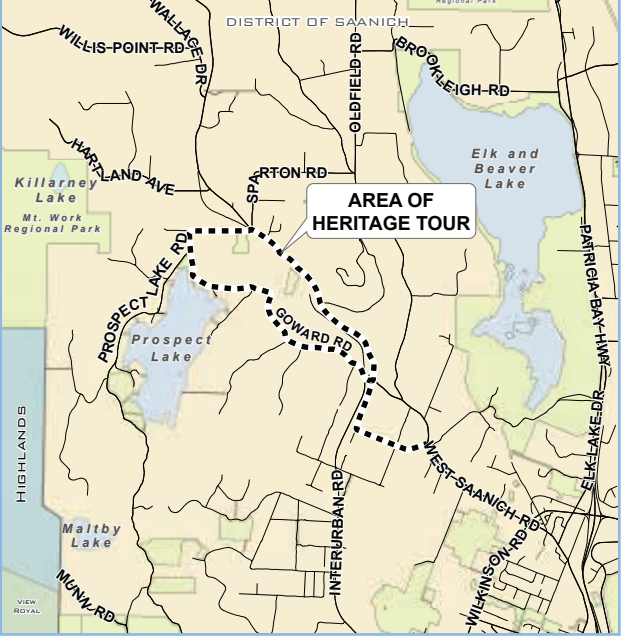 Regional Park
DISTRICT OF SAANICH
WALLACE DR
WILLIS POINT RD
OLDFIELD RD
BROOKLEIGH RD
HARTLAND AVE
SPARTON RD
Elk and
Beaver
Lake
Killarney
Lake
Mt. Work
Regional Park
AREA OF
HERITAGE TOUR
PROSPECT LAKE RD
PATRICIA BAY HWY
Prospect
Lake
GOWARD RD
HIGHLANDS
ELK LAKE DR
WEST SAANICH RD
INTERURBAN RD
Maltby
Lake
WILKINSON RD
MUNN RD
VIEW
ROYAL